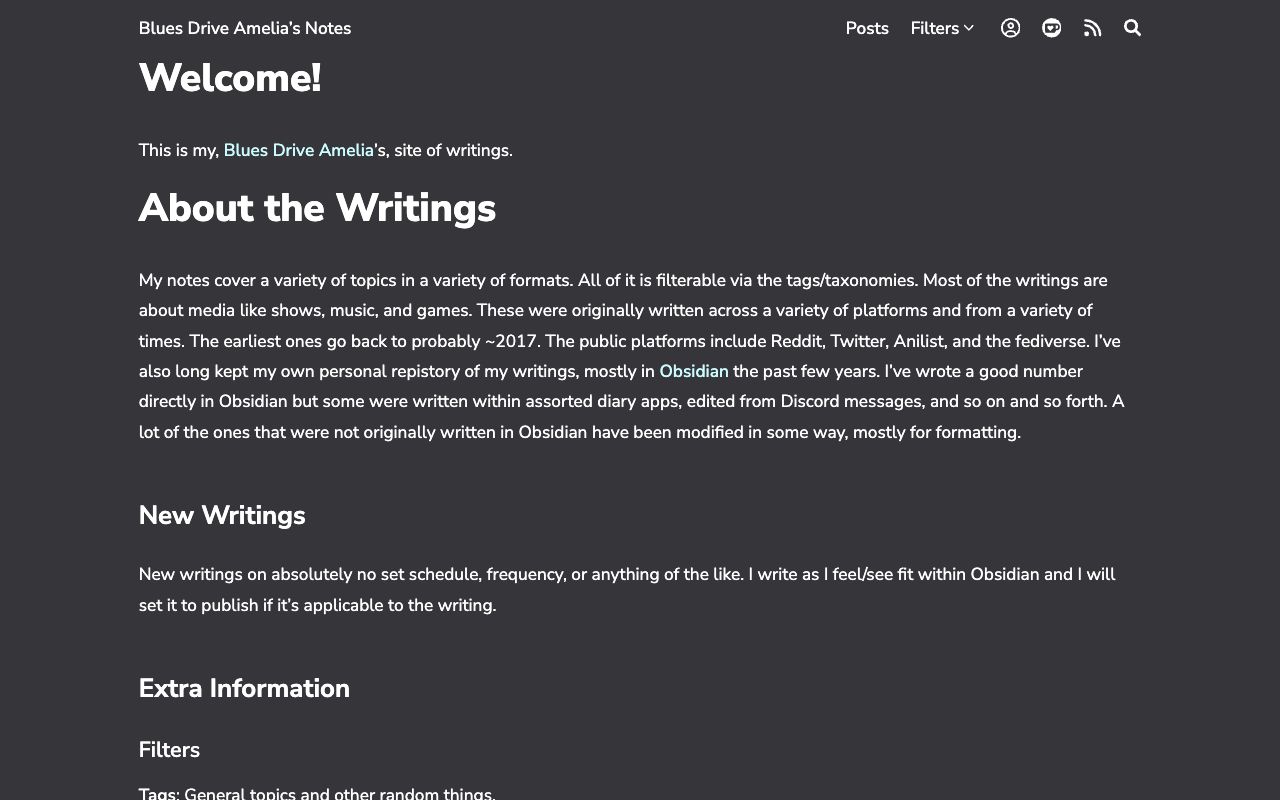 Blues Drive Amelia’s Notes
Posts
Filters
Welcome!
This is my, Blues Drive Amelia’s, site of writings.
About the Writings
My notes cover a variety of topics in a variety of formats. All of it is filterable via the tags/taxonomies. Most of the writings are
about media like shows, music, and games. These were originally written across a variety of platforms and from a variety of
times. The earliest ones go back to probably ~2017. The public platforms include Reddit, Twitter, Anilist, and the fediverse. I’ve
also long kept my own personal repistory of my writings, mostly in Obsidian the past few years. I’ve wrote a good number
directly in Obsidian but some were written within assorted diary apps, edited from Discord messages, and so on and so forth. A
lot of the ones that were not originally written in Obsidian have been modified in some way, mostly for formatting.
New Writings
New writings on absolutely no set schedule, frequency, or anything of the like. I write as I feel/see fit within Obsidian and I will
set it to publish if it’s applicable to the writing.
Extra Information
Filters
Tags: General topics and other random things.